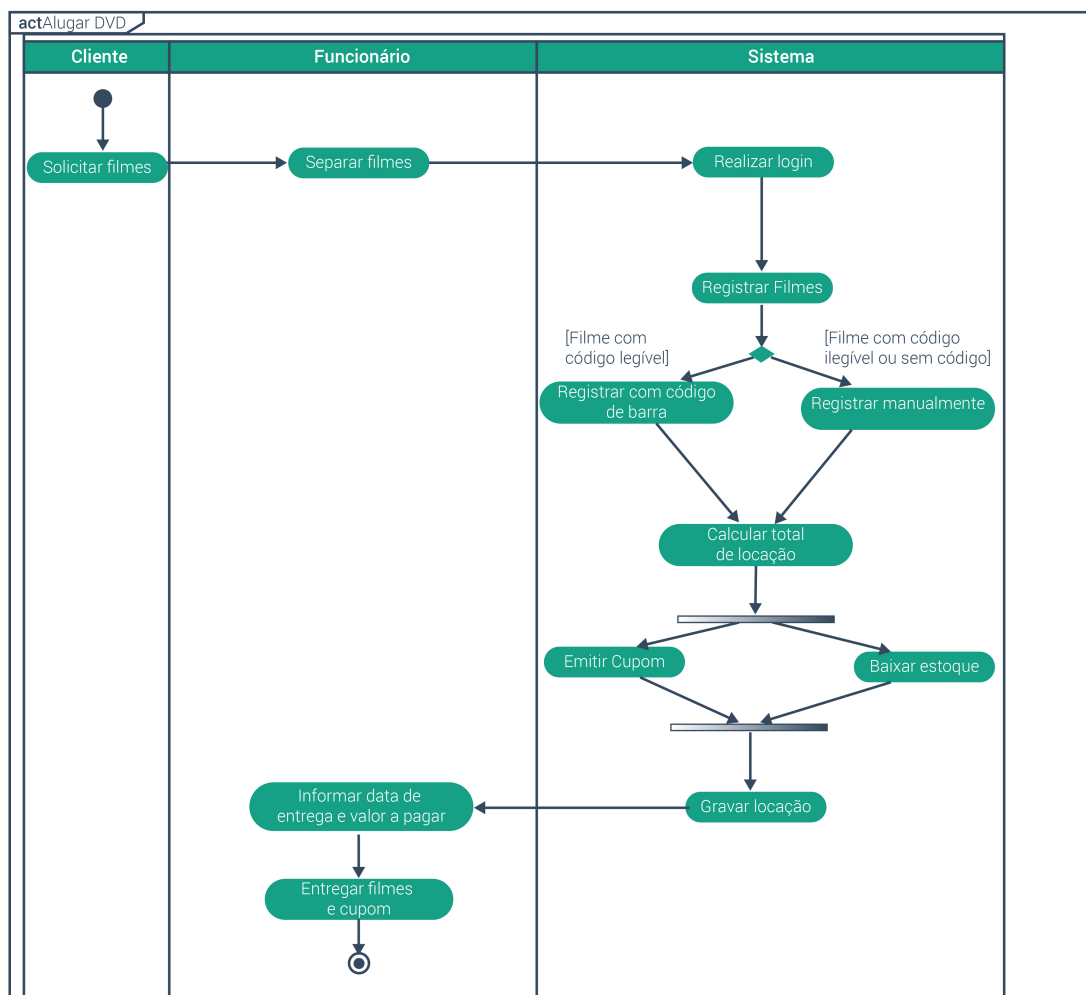 actAlugar DVD
Cliente
Funcionário
Sistema
Solicitar filmes
Separar filmes
Realizar login
Registrar Filmes
[Filme com
código legível]
[Filme com código
ilegível ou sem código]
Registrar com código
de barra
Registrar manualmente
Calcular total
de locação
Emitir Cupom
Baixar estoque
Informar data de
entrega e valor a pagar
Gravar locação
Entregar filmes
e cupom